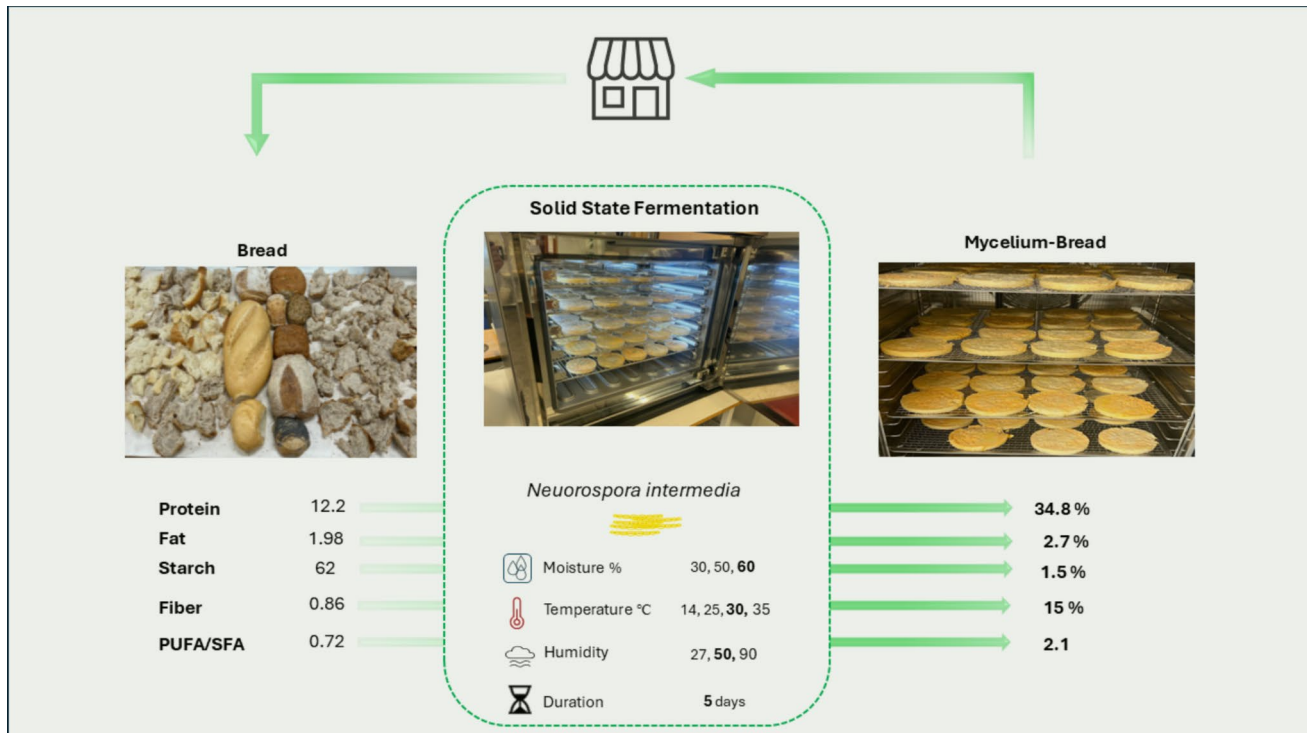 Solid State Fermentation
Bread
Mycelium-Bread
Neuorospora intermedia
Protein 12.2 34.8 %
Fat 1.98 2.7 %
Starch 62 1.5 %
Fiber 0.86 15 %
PUFA/SFA 0.72 2.1
Moisture % 30, 50, 60
Temperature °C 14, 25, 30, 35
Humidity 27, 50, 90
Duration 5 days